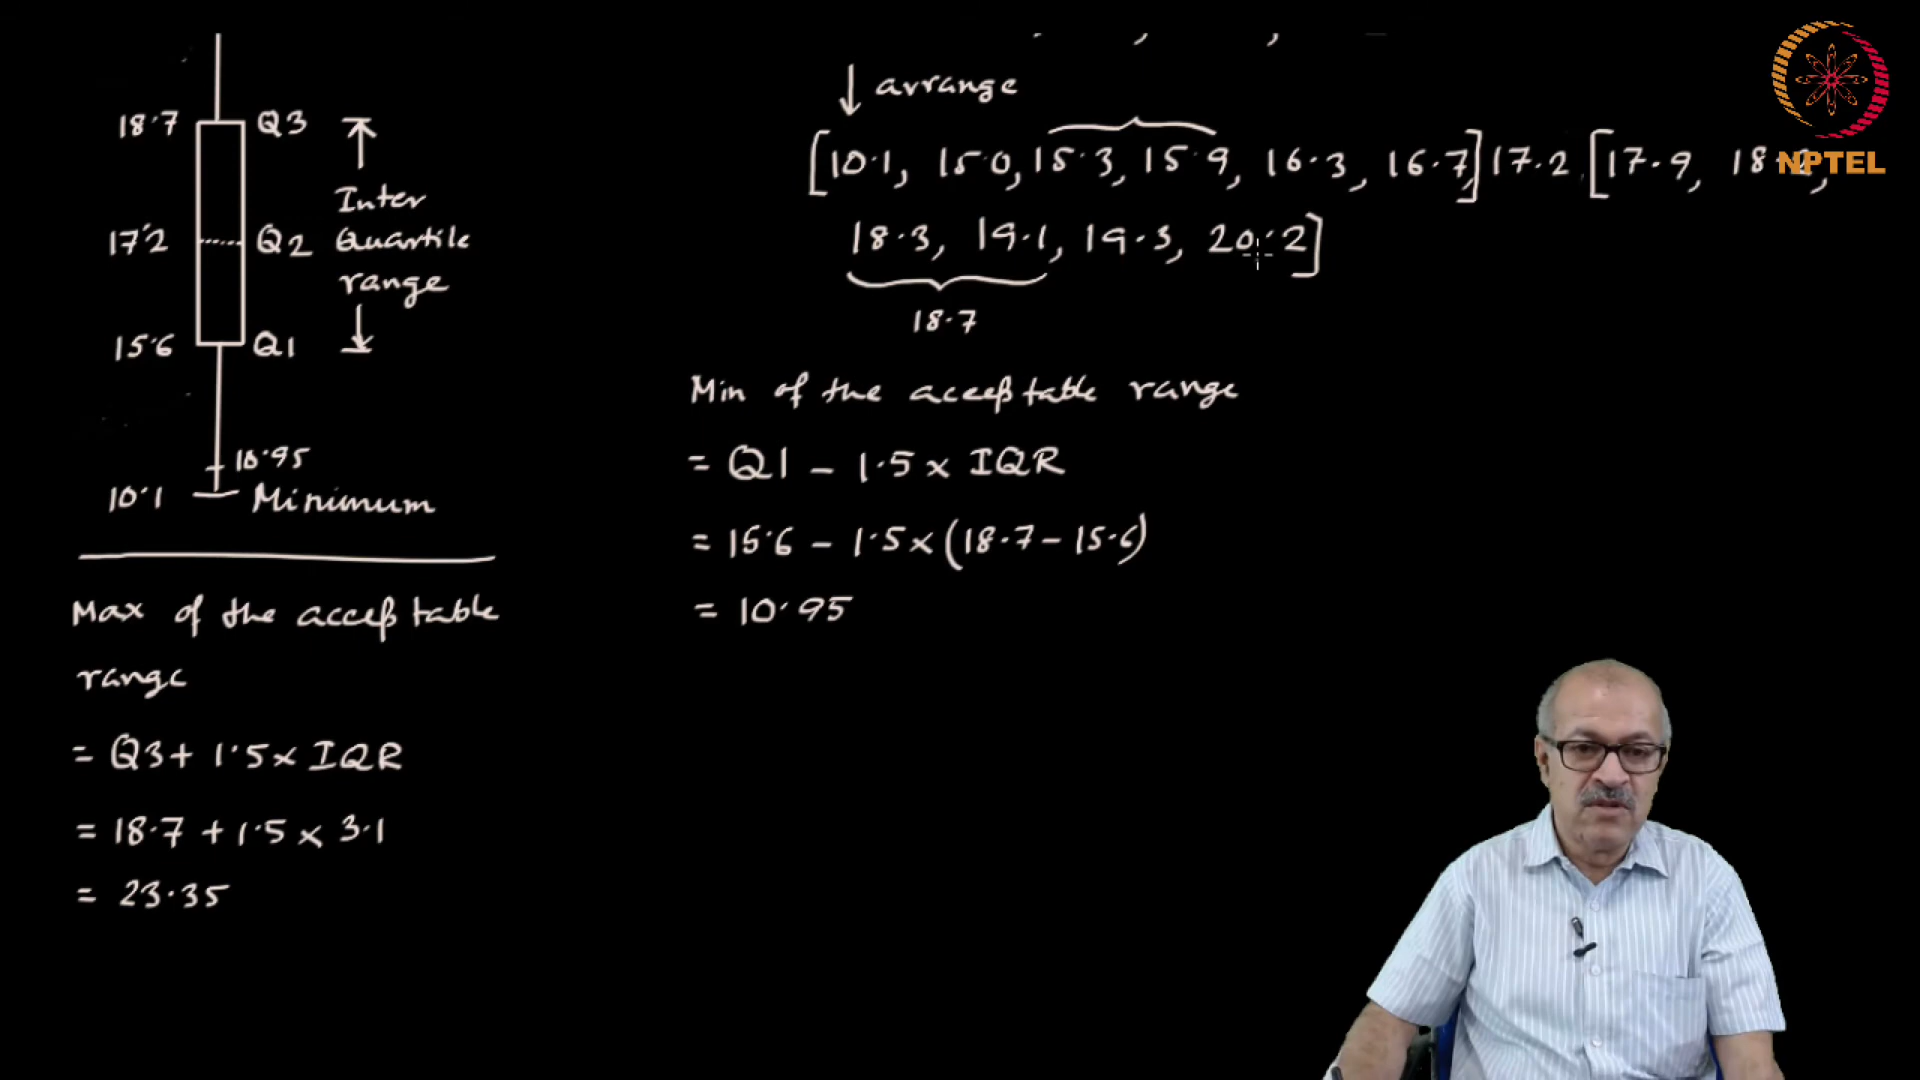 ↓ arrange
[10.1, 15.0, 15.3, 15.9, 16.3, 16.7] 17.2 [17.9,
18.3, 19.1, 19.3, 20.2]
18.7
18.7 Q3
Inter
17.2 Q2 Quartile
range
15.6 Q1
10.95
10.1 Minimum
Max of the acceptable
range
= Q3 + 1.5 x IQR
= 18.7 + 1.5 x 3.1
= 23.35
Min of the acceptable range
= Q1 - 1.5 x IQR
= 15.6 - 1.5 x (18.7 - 15.6)
= 10.95
NPTEL